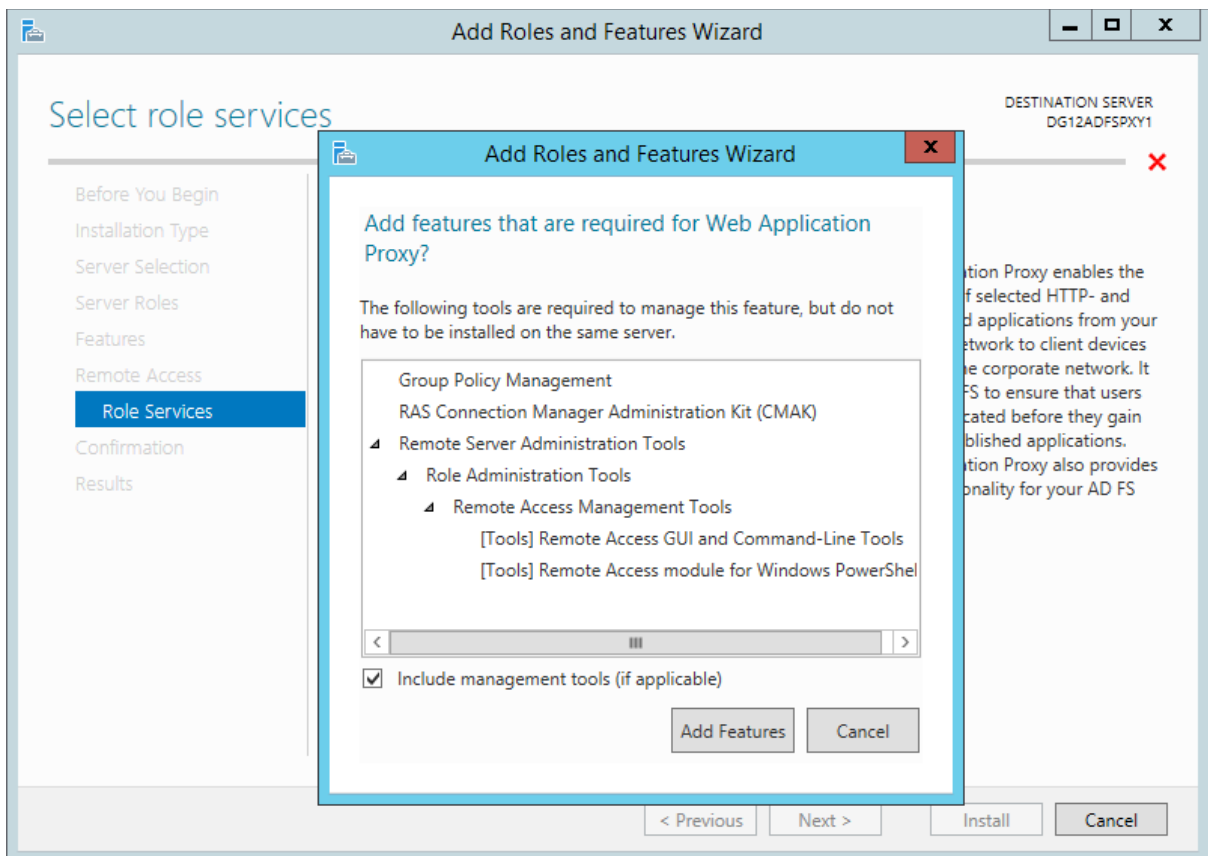 Add Roles and Features Wizard
Select role services
DESTINATION SERVER
DG12ADFSPXY1
Before You Begin
Installation Type
Server Selection
Server Roles
Features
Remote Access
Role Services
Confirmation
Results
Add Roles and Features Wizard
Add features that are required for Web Application
Proxy?
The following tools are required to manage this feature, but do not
have to be installed on the same server.
Group Policy Management
RAS Connection Manager Administration Kit (CMAK)
Remote Server Administration Tools
Role Administration Tools
Remote Access Management Tools
[Tools] Remote Access GUI and Command-Line Tools
[Tools] Remote Access module for Windows PowerShel
Include management tools (if applicable)
Add Features
Cancel
Proxy enables the
selected HTTP- and
applications from your
to client devices
corporate network. It
to ensure that users
before they gain
applications.
Proxy also provides
for your AD FS
< Previous
Next >
Install
Cancel